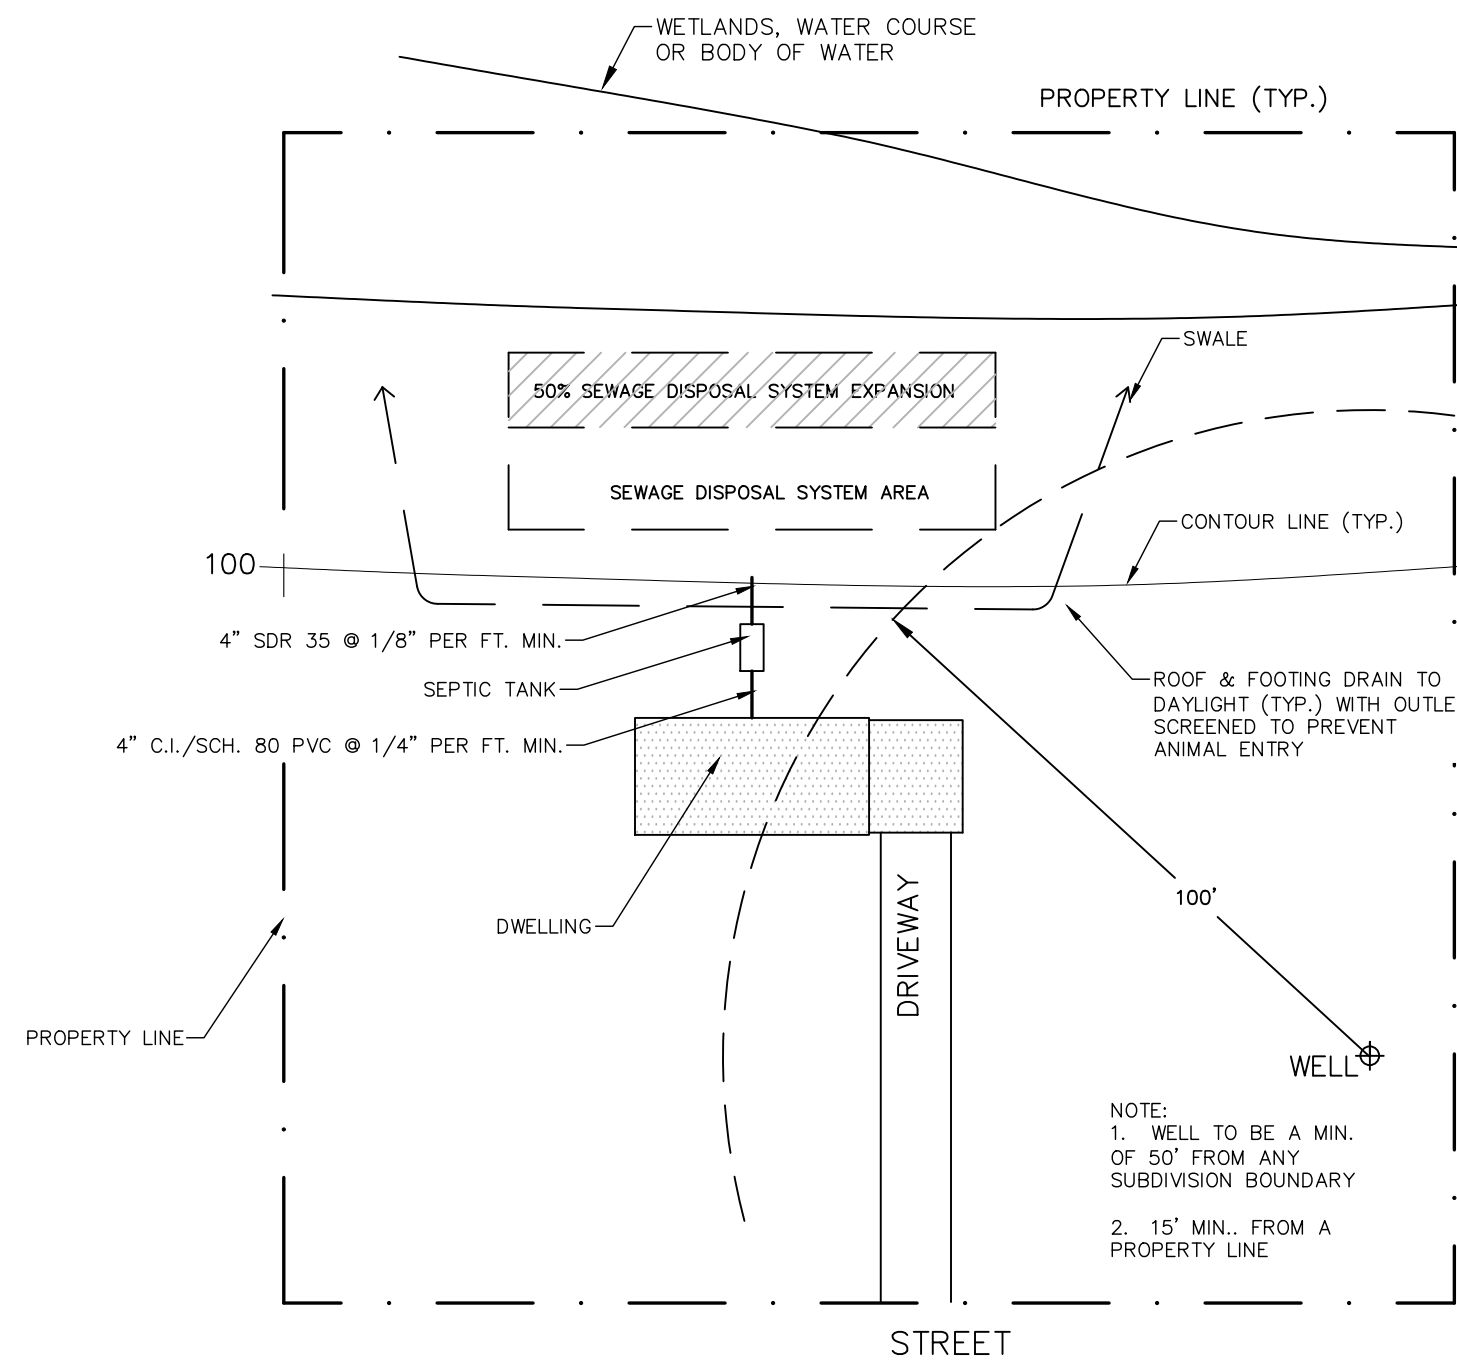 WETLANDS, WATER COURSE
OR BODY OF WATER
PROPERTY LINE (TYP.)
SWALE
50% SEWAGE DISPOSAL SYSTEM EXPANSION
SEWAGE DISPOSAL SYSTEM AREA
CONTOUR LINE (TYP.)
100
4" SDR 35 @ 1/8" PER FT. MIN.
SEPTIC TANK
4" C.I./SCH. 80 PVC @ 1/4" PER FT. MIN.
ROOF & FOOTING DRAIN TO
DAYLIGHT (TYP.) WITH OUTLE
SCREENED TO PREVENT
ANIMAL ENTRY
100'
DWELLING
DRIVEWAY
PROPERTY LINE
WELL
NOTE:
1. WELL TO BE A MIN.
OF 50' FROM ANY
SUBDIVISION BOUNDARY
2. 15' MIN.. FROM A
PROPERTY LINE
STREET